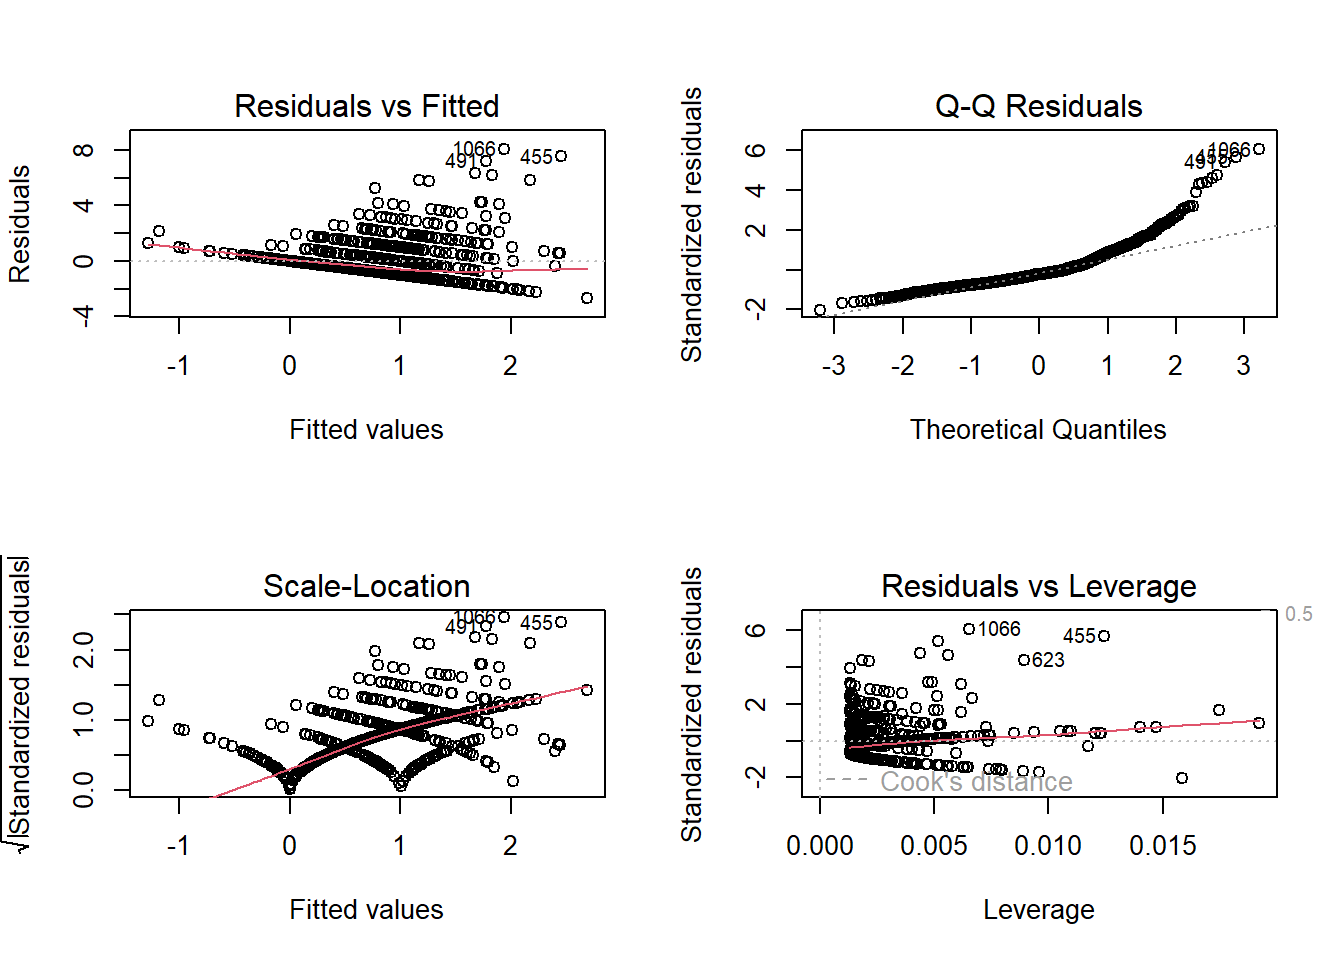 Residuals vs Fitted
Residuals
8
4
0
-4
1066
491
455
-1 0 1 2
Fitted values
Q-Q Residuals
Standardized residuals
6
4
2
-2
1066
455
491
-3 -2 -1 0 1 2 3
Theoretical Quantiles
Scale-Location
√|Standardized residuals|
2.0
1.0
0.0
1066
491
455
-1 0 1 2
Fitted values
Residuals vs Leverage
Standardized residuals
6
2
-2
0.5
1066
455
623
Cook's distance
0.000 0.005 0.010 0.015
Leverage